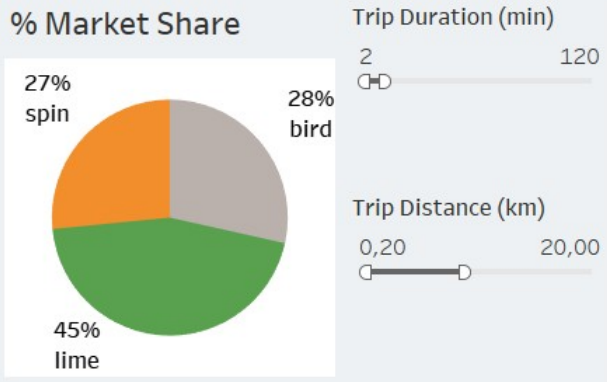 % Market Share
27%
spin
28%
bird
45%
lime
Trip Duration (min)
2 120
Trip Distance (km)
0,20 20,00